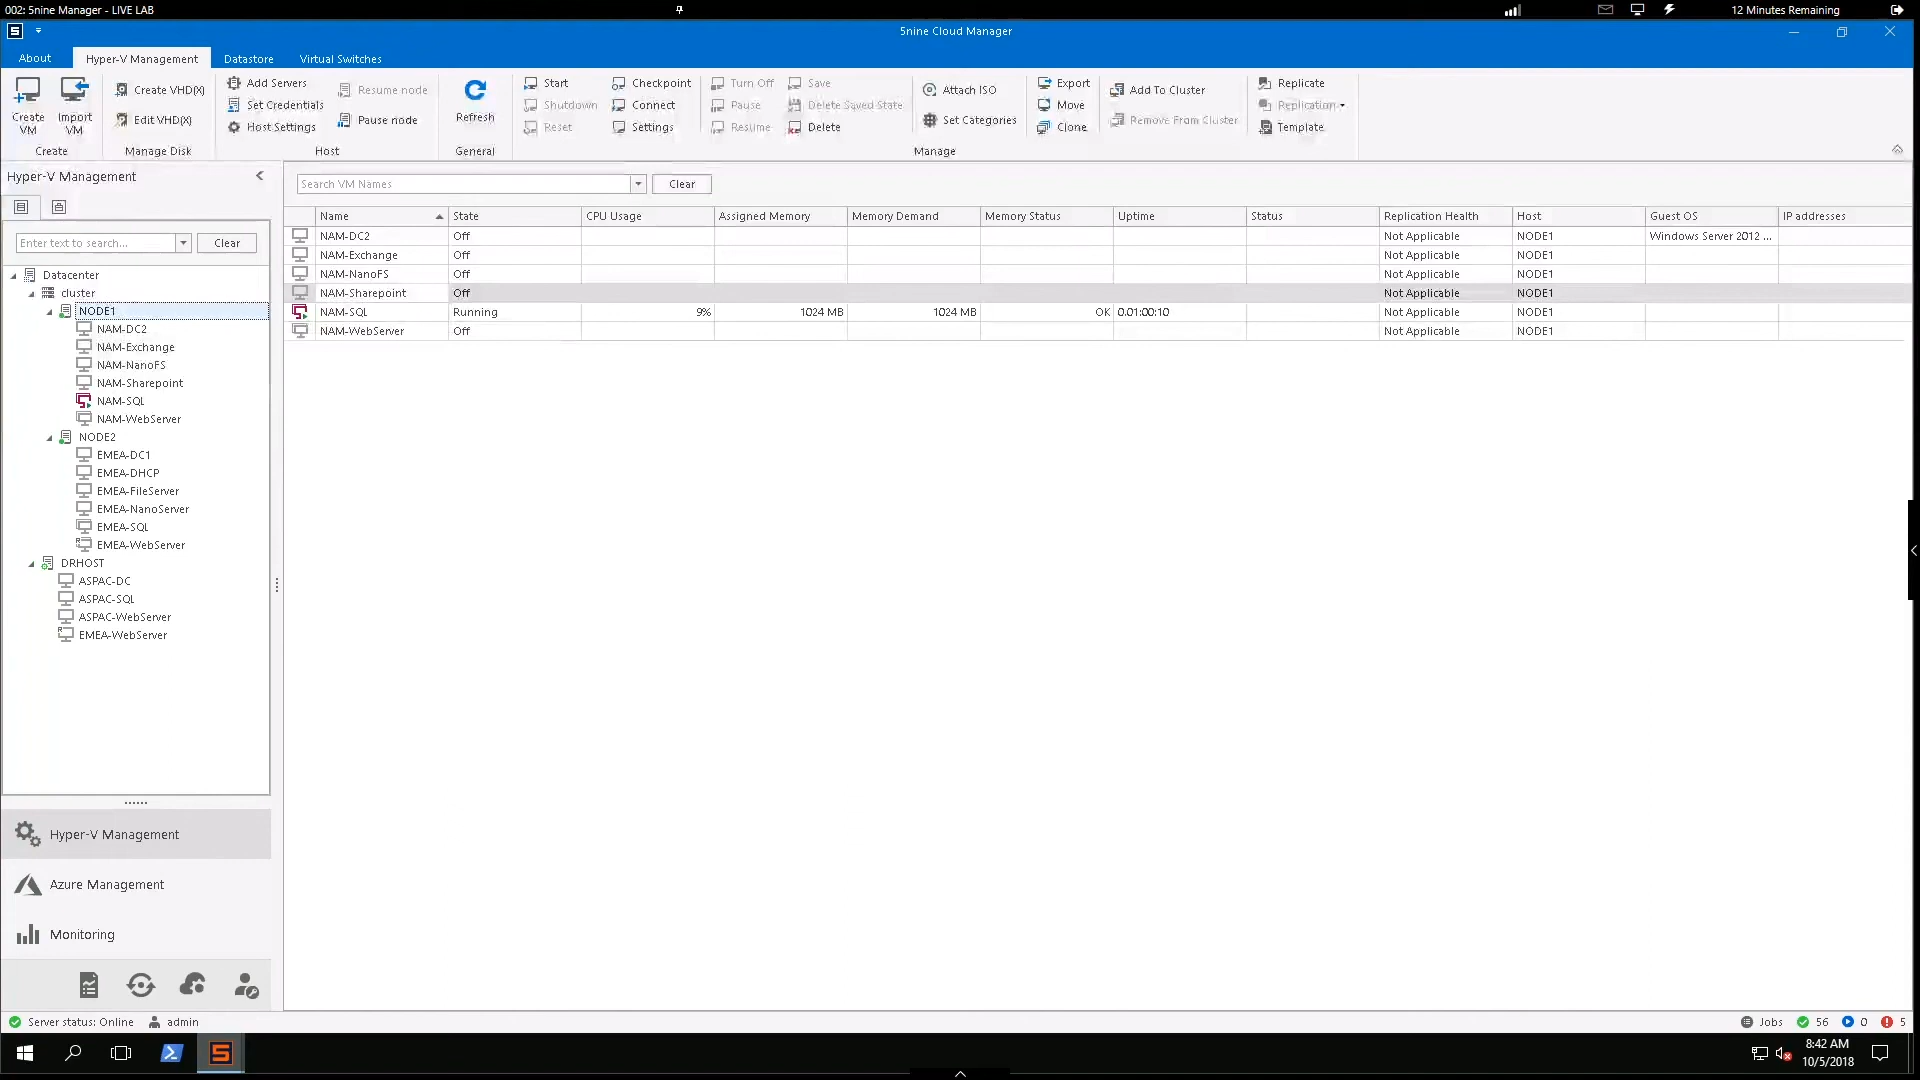 002: 5nine Manager - LIVE LAB
12 Minutes Remaining
5nine Cloud Manager
About
Hyper-V Management
Datastore
Virtual Switches
Create VM
Import VM
Create
Create VHD(X)
Edit VHD(X)
Manage Disk
Add Servers
Set Credentials
Host Settings
Resume node
Pause node
Host
Refresh
General
Start
Shutdown
Reset
Checkpoint
Connect
Settings
Turn Off
Pause
Resume
Save
Delete Saved State
Delete
Attach ISO
Set Categories
Manage
Export
Move
Clone
Add To Cluster
Remove From Cluster
Replicate
Replication
Template
Hyper-V Management
Enter text to search...
Clear
Datacenter
cluster
NODE1
NAM-DC2
NAM-Exchange
NAM-NanoFS
NAM-Sharepoint
NAM-SQL
NAM-WebServer
NODE2
EMEA-DC1
EMEA-DHCP
EMEA-FileServer
EMEA-NanoServer
EMEA-SQL
EMEA-WebServer
DRHOST
ASPAC-DC
ASPAC-SQL
ASPAC-WebServer
EMEA-WebServer
Hyper-V Management
Azure Management
Monitoring
Search VM Names
Clear
Name State CPU Usage Assigned Memory Memory Demand Memory Status Uptime Status Replication Health Host Guest OS IP addresses
NAM-DC2 Off Not Applicable NODE1 Windows Server 2012 ...
NAM-Exchange Off Not Applicable NODE1
NAM-NanoFS Off Not Applicable NODE1
NAM-Sharepoint Off Not Applicable NODE1
NAM-SQL Running 9% 1024 MB 1024 MB OK 0.01:00:10 Not Applicable NODE1
NAM-WebServer Off Not Applicable NODE1
Server status: Online admin
Jobs 56 0 5
8:42 AM
10/5/2018